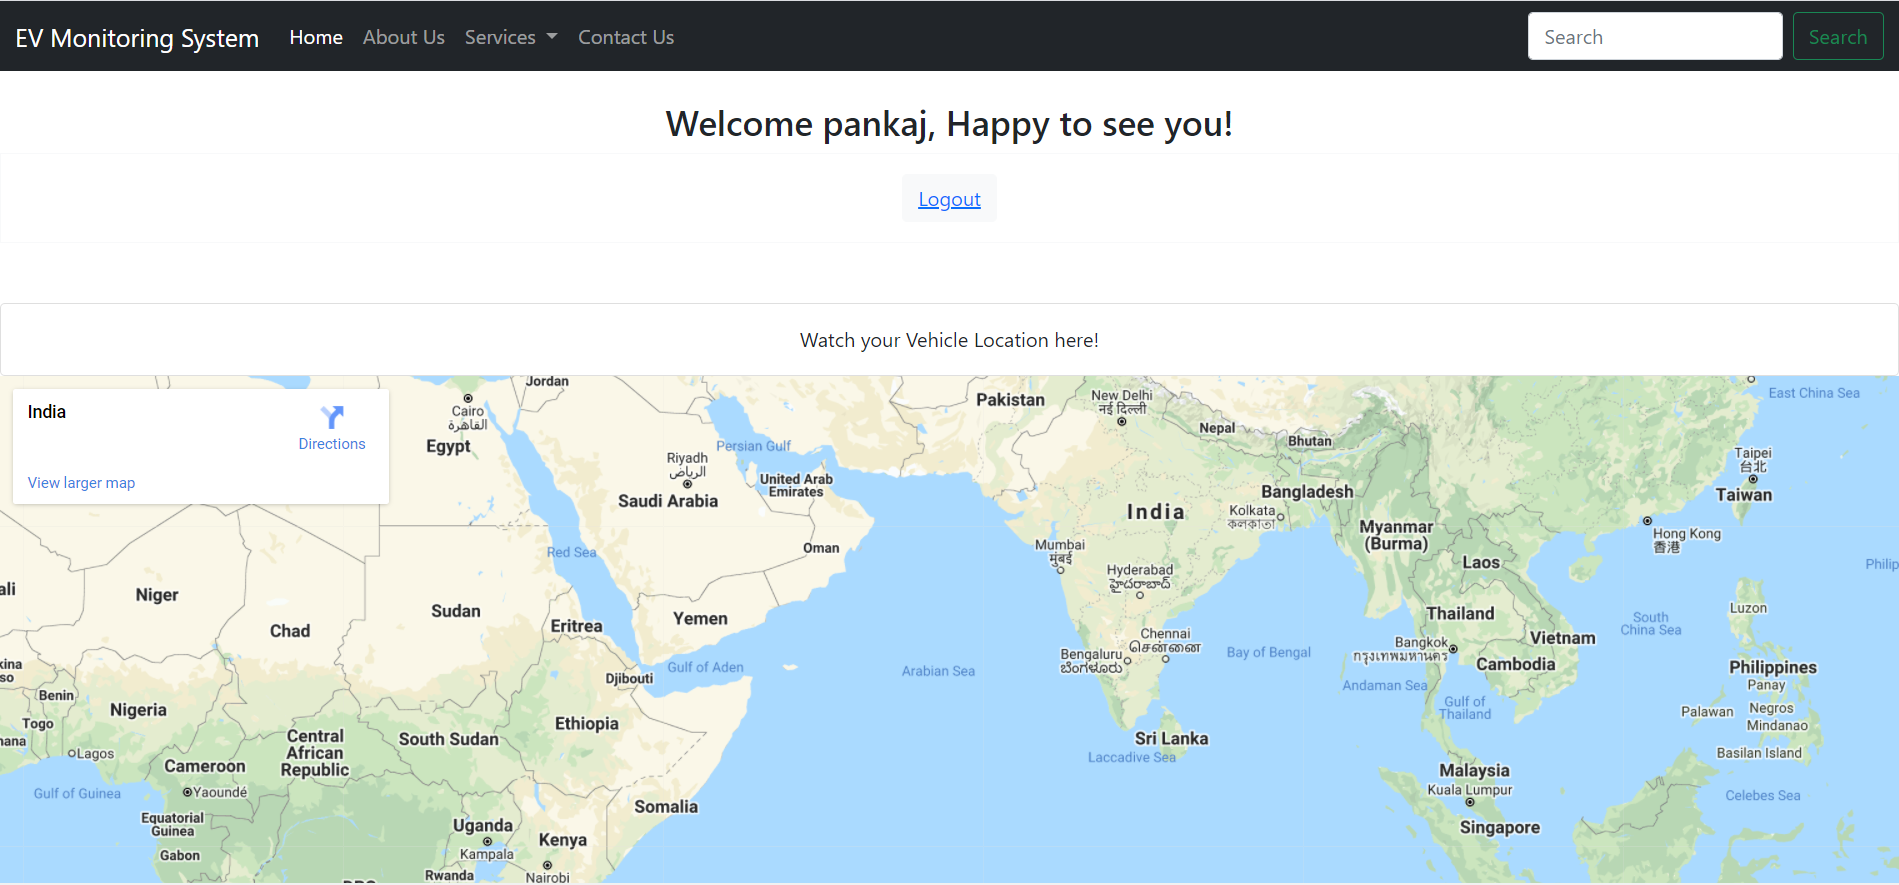 EV Monitoring System Home About Us Services Contact Us Search Search
Welcome pankaj, Happy to see you!
Logout
Watch your Vehicle Location here!
India
Directions
View larger map
Jordan
Cairo
القاهرة
Egypt
Persian Gulf
Riyadh
الرياض
Saudi Arabia
United Arab
Emirates
Oman
Red Sea
Yemen
Gulf of Aden
Pakistan
New Delhi
नई दिल्ली
Nepal
Bhutan
East China Sea
Taipei
台北
Taiwan
Bangladesh
India
Kolkata
কলকাতা
Myanmar
(Burma)
Hong Kong
香港
Mumbai
मुंबई
Hyderabad
హైదరాబాద్
Laos
Philip
Thailand
Luzon
South
China Sea
Vietnam
Chennai
சென்னை
Bengaluru
ಬೆಂಗಳೂರು
Bay of Bengal
Bangkok
กรุงเทพมหานคร
Cambodia
Arabian Sea
Andaman Sea
Gulf of
Thailand
Philippines
Panay
Negros
Palawan
Mindanao
Basilan Island
Sri Lanka
Laccadive Sea
Malaysia
Kuala Lumpur
Celebes Sea
Singapore
ali
Niger
Chad
Sudan
Eritrea
Djibouti
kina
so
Benin
Togo
ana
Nigeria
Lagos
Central
African
Republic
South Sudan
Ethiopia
Cameroon
Yaoundé
Gulf of Guinea
Equatorial
Guinea
Gabon
Somalia
Uganda
Kampala
Kenya
Rwanda
Nairobi
DRC